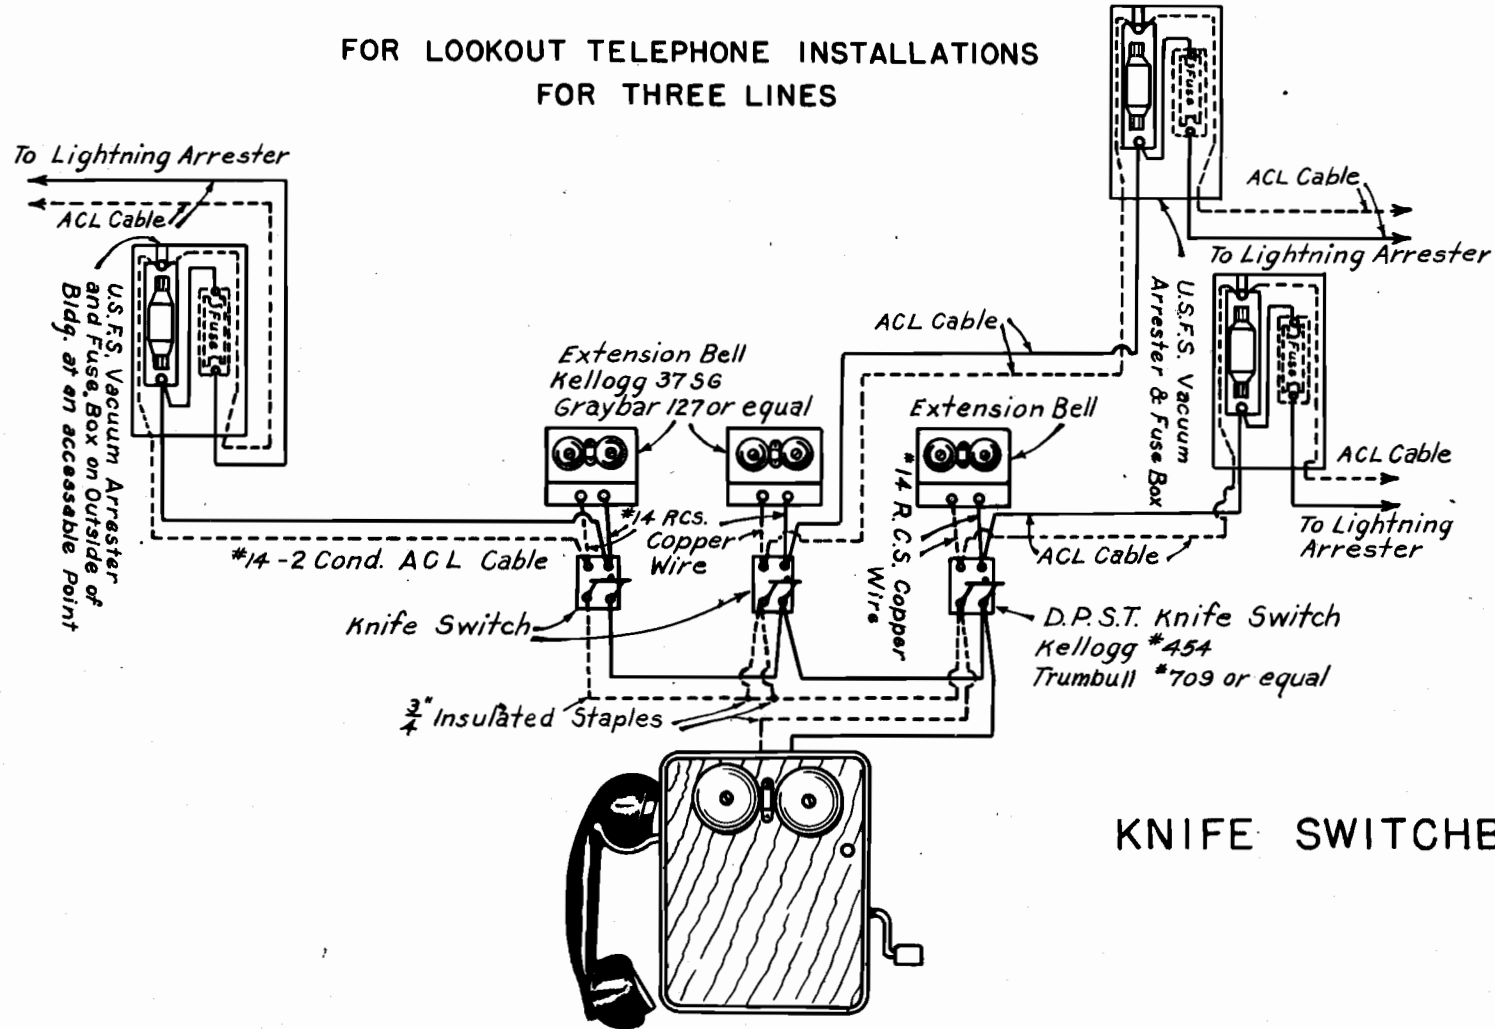 FOR LOOKOUT TELEPHONE INSTALLATIONS
FOR THREE LINES
To Lightning Arrester
ACL Cable
U.S.F.S. Vacuum Arrester
and Fuse Box on Outside of
Bldg. at an accessable Point
Fuse
#14-2 Cond. ACL Cable
Extension Bell
Kellogg 37SG
Graybar 127 or equal
#14 RCS.
Copper
Wire
Knife Switch
3/4" Insulated Staples
ACL Cable
Extension Bell
#14 R.C.S. Copper
Wire
Fuse
ACL Cable
To Lightning Arrester
U.S.F.S. Vacuum
Arrester & Fuse Box
Fuse
ACL Cable
To Lightning
Arrester
ACL Cable
D.P.S.T. Knife Switch
Kellogg #454
Trumbull #709 or equal
KNIFE SWITCHB